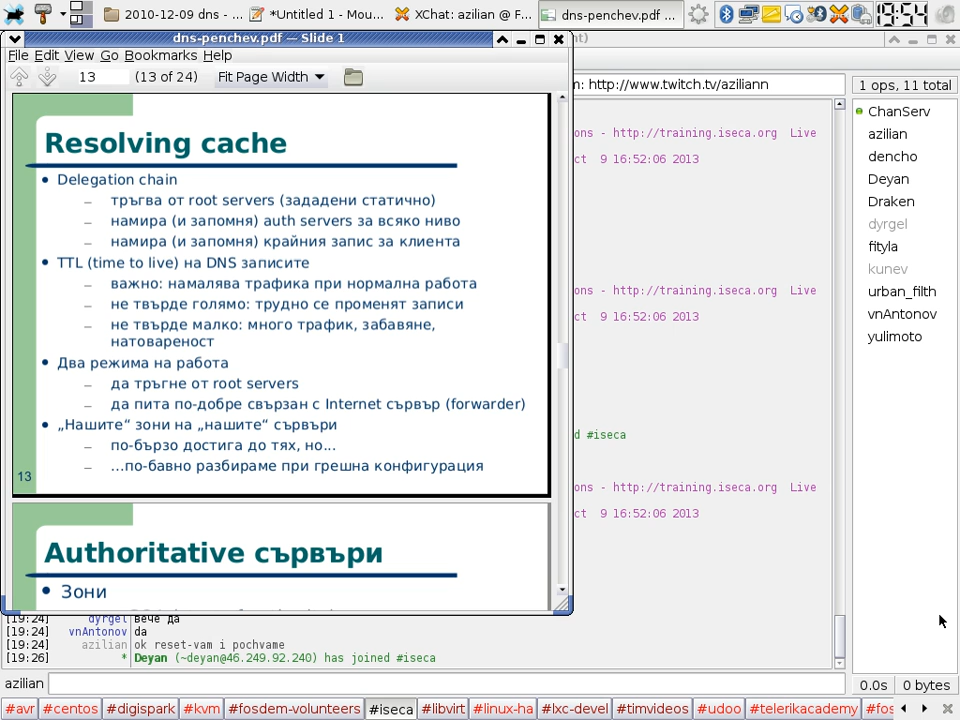 2010-12-09 dns - ...
*Untitled 1 - Mou...
XChat: azilian @ F...
dns-penchev.pdf ...
19:54
dns-penchev.pdf — Slide 1
nt)
File Edit View Go Bookmarks Help
13 (13 of 24) Fit Page Width
m: http://www.twitch.tv/aziliann
1 ops, 11 total
Resolving cache
• Delegation chain
– тръгва от root servers (зададени статично)
– намира (и запомня) auth servers за всяко ниво
– намира (и запомня) крайния запис за клиента
• TTL (time to live) на DNS записите
– важно: намалява трафика при нормална работа
– не твърде голямо: трудно се променят записи
– не твърде малко: много трафик, забавяне,
натовареност
• Два режима на работа
– да тръгне от root servers
– да пита по-добре свързан с Internet сървър (forwarder)
• „Нашите“ зони на „нашите“ сървъри
– по-бързо достига до тях, но...
– ...по-бавно разбираме при грешна конфигурация
13
Authoritative сървъри
• Зони
ons - http://training.iseca.org Live
ct 9 16:52:06 2013
ons - http://training.iseca.org Live
ct 9 16:52:06 2013
d #iseca
ons - http://training.iseca.org Live
ct 9 16:52:06 2013
ChanServ
azilian
dencho
Deyan
Draken
dyrgel
fityla
kunev
urban_filth
vnAntonov
yulimoto
[19:24] dyrgel вече да
[19:24] vnAntonov da
[19:24] azilian ok reset-vam i pochvame
[19:26] * Deyan (~deyan@46.249.92.240) has joined #iseca
azilian
0.0s 0 bytes
#avr #centos #digispark #kvm #fosdem-volunteers #iseca #libvirt #linux-ha #lxc-devel #timvideos #udoo #telerikacademy #fos